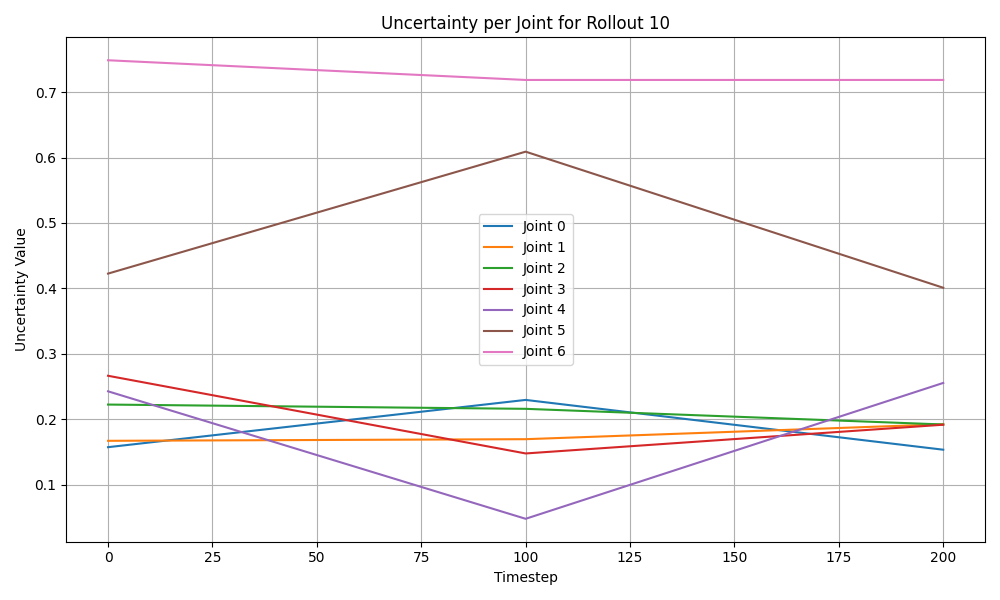 Uncertainty per Joint for Rollout 10
Uncertainty Value
0.7
0.6
0.5
0.4
0.3
0.2
0.1
Joint 0
Joint 1
Joint 2
Joint 3
Joint 4
Joint 5
Joint 6
0 25 50 75 100 125 150 175 200
Timestep